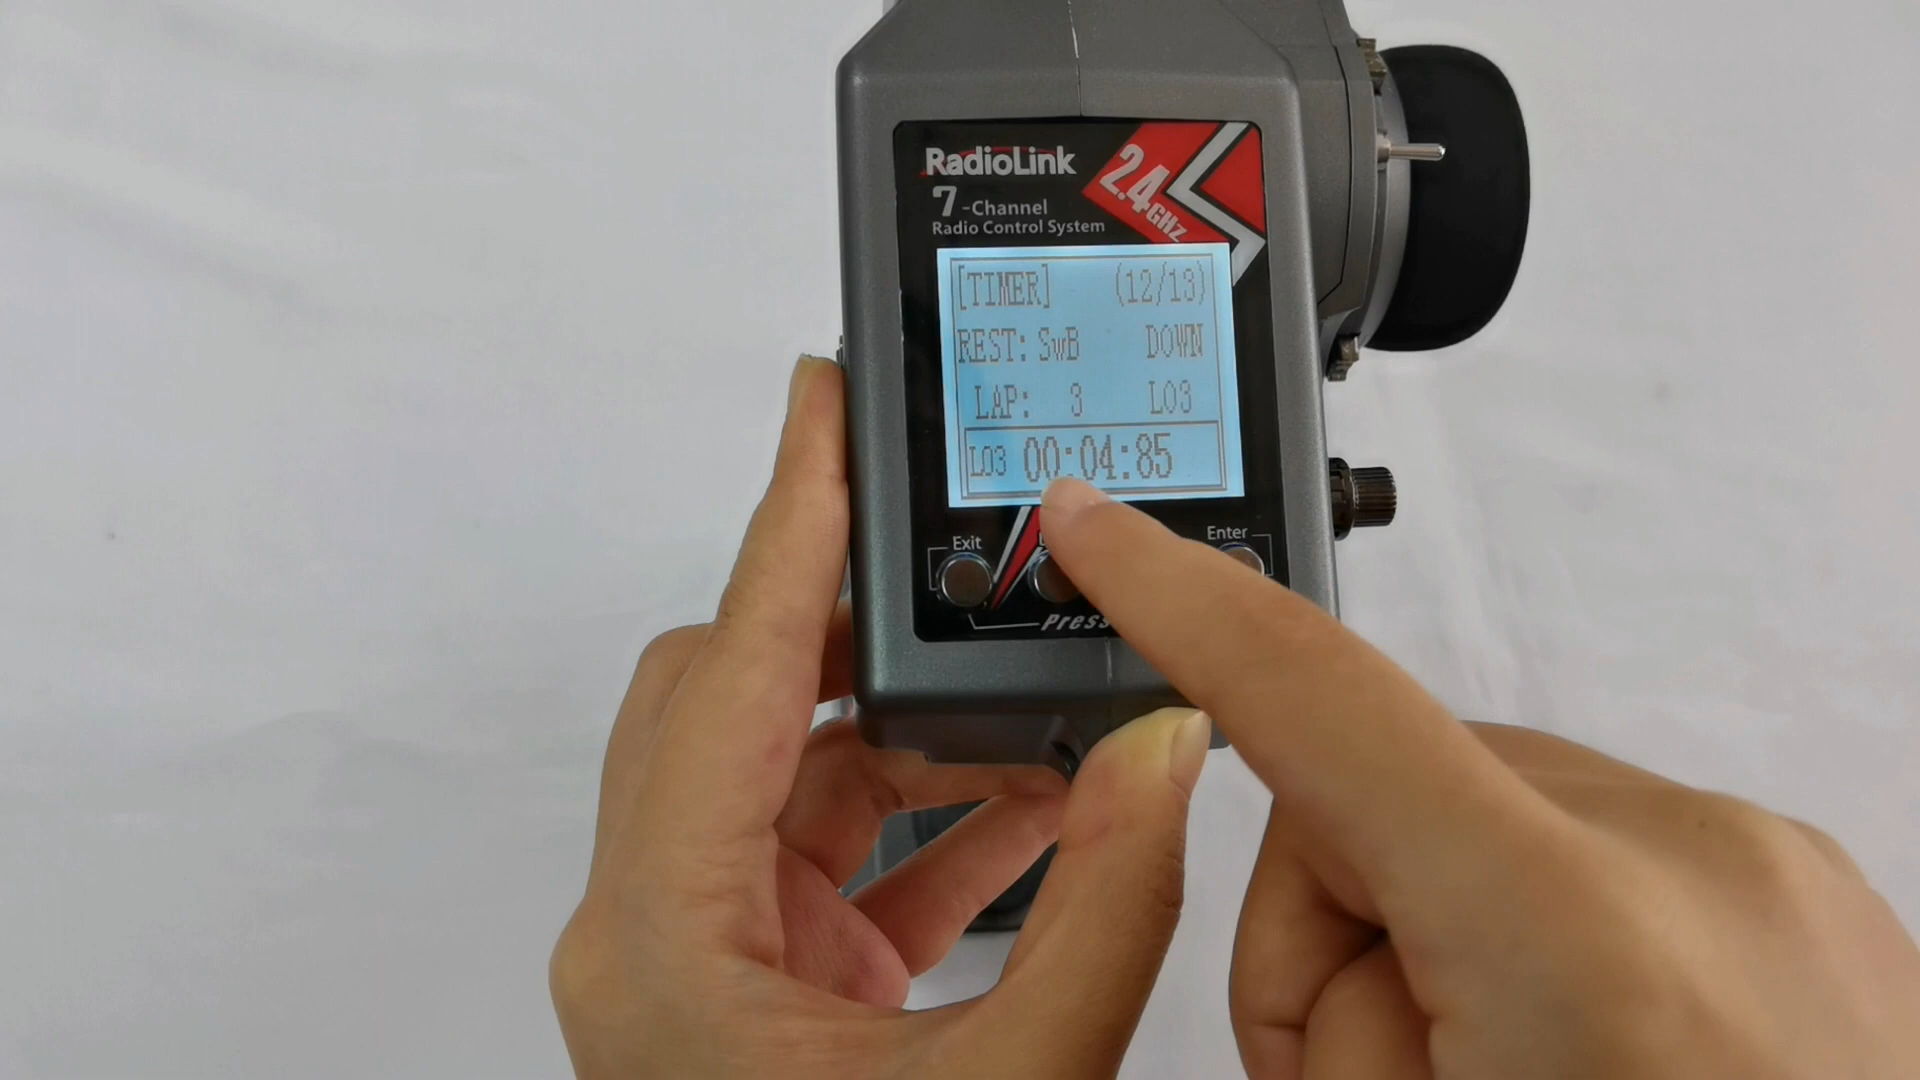 RadioLink
2.4GHz
7-Channel
Radio Control System
[TIMER] (12/13)
REST: SwB DOWN
LAP: 3 L03
L03 00:04:85
Exit
Enter
Press